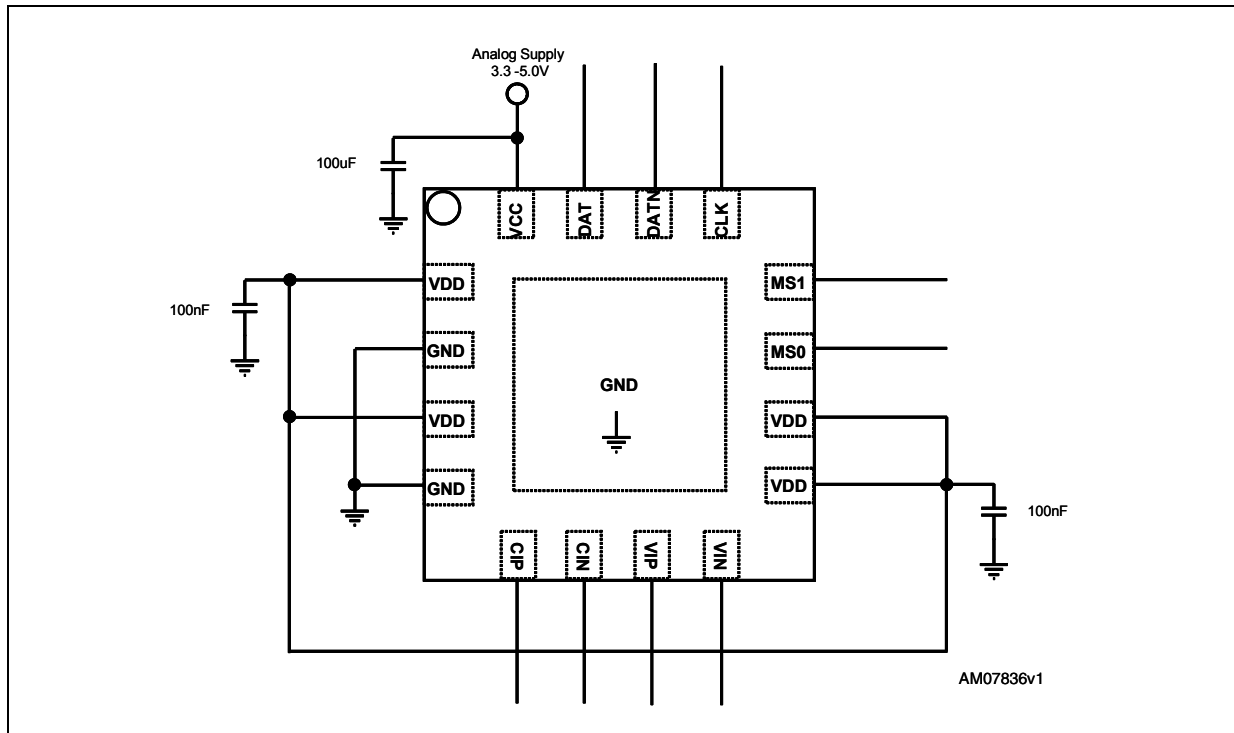 Analog Supply
3.3 -5.0V
100uF
VCC
DAT
DATN
CLK
VDD
MS1
100nF
GND
MS0
GND
VDD
VDD
GND
VDD
100nF
CIP
CIN
VIP
VIN
AM07836v1